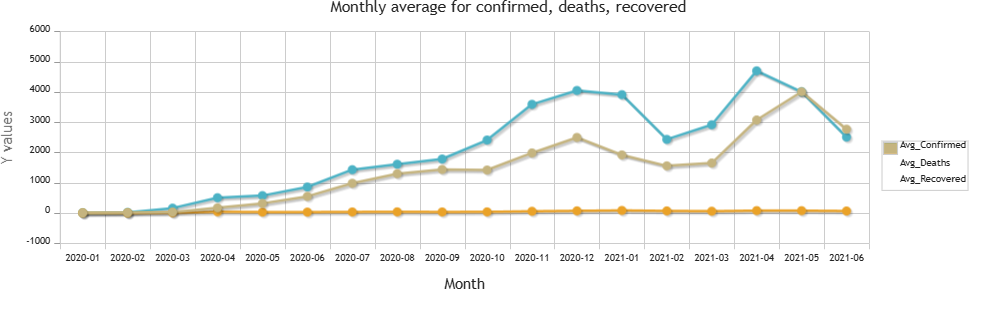 Monthly average for confirmed, deaths, recovered
6000
5000
4000
3000
2000
1000
0
-1000
Y values
2020-01 2020-02 2020-03 2020-04 2020-05 2020-06 2020-07 2020-08 2020-09 2020-10 2020-11 2020-12 2021-01 2021-02 2021-03 2021-04 2021-05 2021-06
Month
Avg_Confirmed
Avg_Deaths
Avg_Recovered